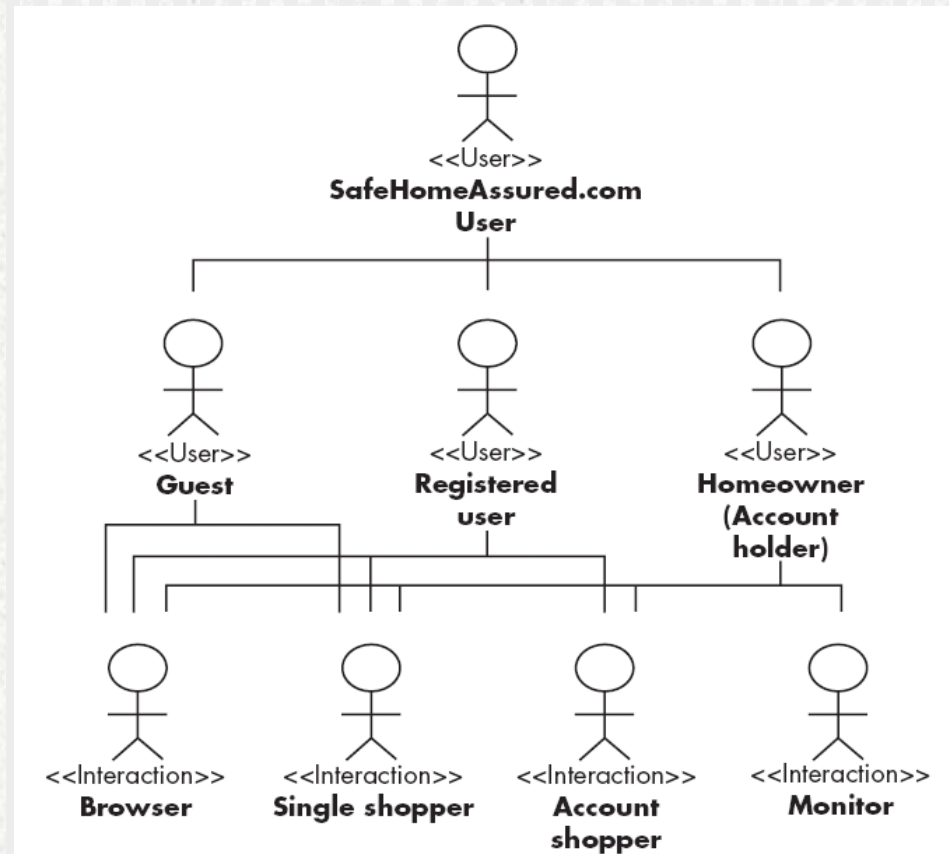 <<User>>
SafeHomeAssured.com
User
<<User>>
Guest
<<User>>
Registered
user
<<User>>
Homeowner
(Account
holder)
<<Interaction>>
Browser
<<Interaction>>
Single shopper
<<Interaction>>
Account
shopper
<<Interaction>>
Monitor